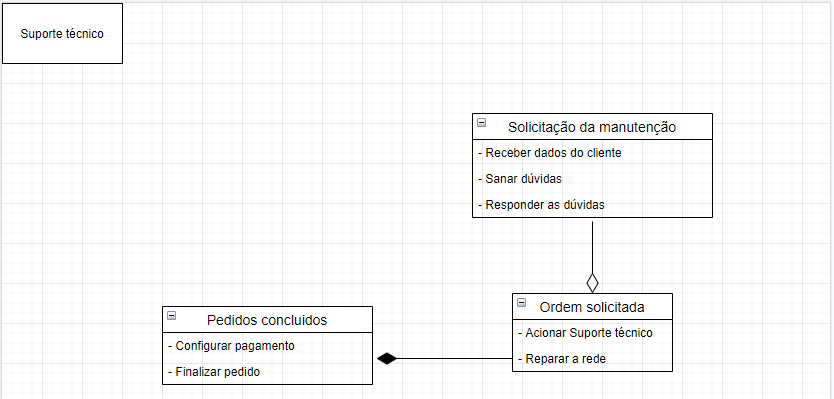 Suporte técnico
Solicitação da manutenção
- Receber dados do cliente
- Sanar dúvidas
- Responder as dúvidas
Ordem solicitada
- Acionar Suporte técnico
- Reparar a rede
Pedidos concluidos
- Configurar pagamento
- Finalizar pedido